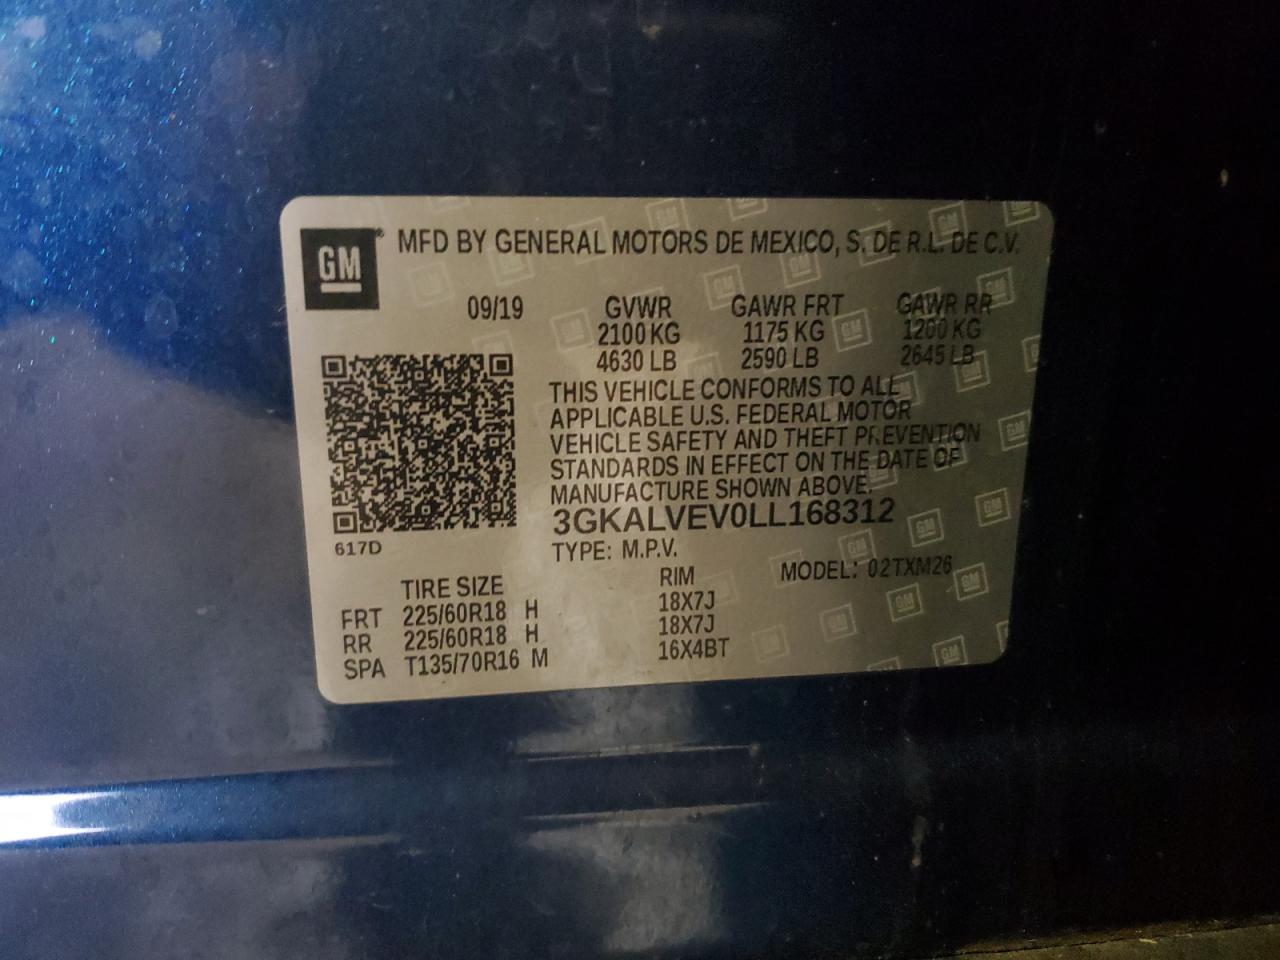 GM
MFD BY GENERAL MOTORS DE MEXICO, S. DE R.L. DE C.V.
09/19 GVWR GAWR FRT GAWR RR
2100 KG 1175 KG 1200 KG
4630 LB 2590 LB 2645 LB
THIS VEHICLE CONFORMS TO ALL
APPLICABLE U.S. FEDERAL MOTOR
VEHICLE SAFETY AND THEFT PREVENTION
STANDARDS IN EFFECT ON THE DATE OF
MANUFACTURE SHOWN ABOVE.
3GKALVEV0LL168312
617D
TYPE: M.P.V. MODEL: 02TXM26
TIRE SIZE RIM
FRT 225/60R18 H 18X7J
RR 225/60R18 H 18X7J
SPA T135/70R16 M 16X4BT